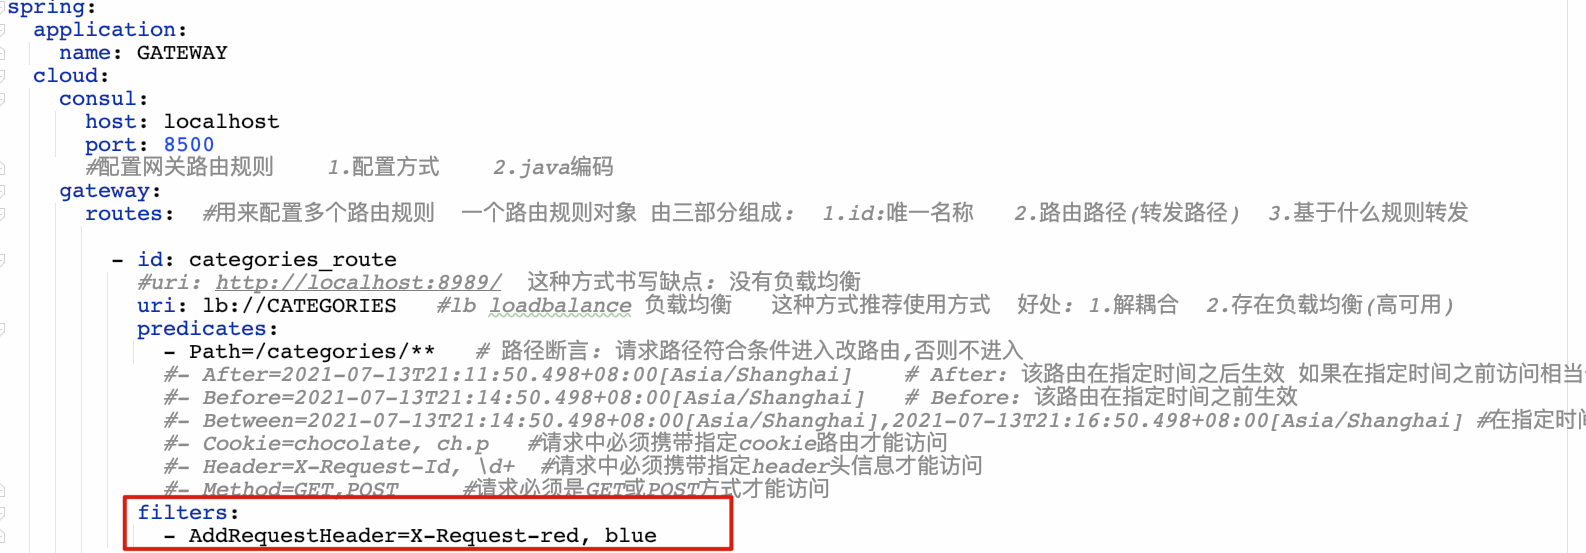 spring:
  application:
    name: GATEWAY
  cloud:
    consul:
      host: localhost
      port: 8500
      #配置网关路由规则    1.配置方式    2.java编码
    gateway:
      routes:  #用来配置多个路由规则  一个路由规则对象 由三部分组成: 1.id:唯一名称  2.路由路径(转发路径)  3.基于什么规则转发
        - id: categories_route
          #uri: http://localhost:8989/  这种方式书写缺点: 没有负载均衡
          uri: lb://CATEGORIES   #lb loadbalance 负载均衡   这种方式推荐使用方式  好处: 1.解耦合  2.存在负载均衡(高可用)
          predicates:
            - Path=/categories/**   # 路径断言: 请求路径符合条件进入改路由,否则不进入
            #- After=2021-07-13T21:11:50.498+08:00[Asia/Shanghai]    # After: 该路由在指定时间之后生效 如果在指定时间之前访问相当
            #- Before=2021-07-13T21:14:50.498+08:00[Asia/Shanghai]   # Before: 该路由在指定时间之前生效
            #- Between=2021-07-13T21:14:50.498+08:00[Asia/Shanghai],2021-07-13T21:16:50.498+08:00[Asia/Shanghai] #在指定时间
            #- Cookie=chocolate, ch.p   #请求中必须携带指定cookie路由才能访问
            #- Header=X-Request-Id, \d+  #请求中必须携带指定header头信息才能访问
            #- Method=GET,POST     #请求必须是GET或POST方式才能访问
          filters:
            - AddRequestHeader=X-Request-red, blue